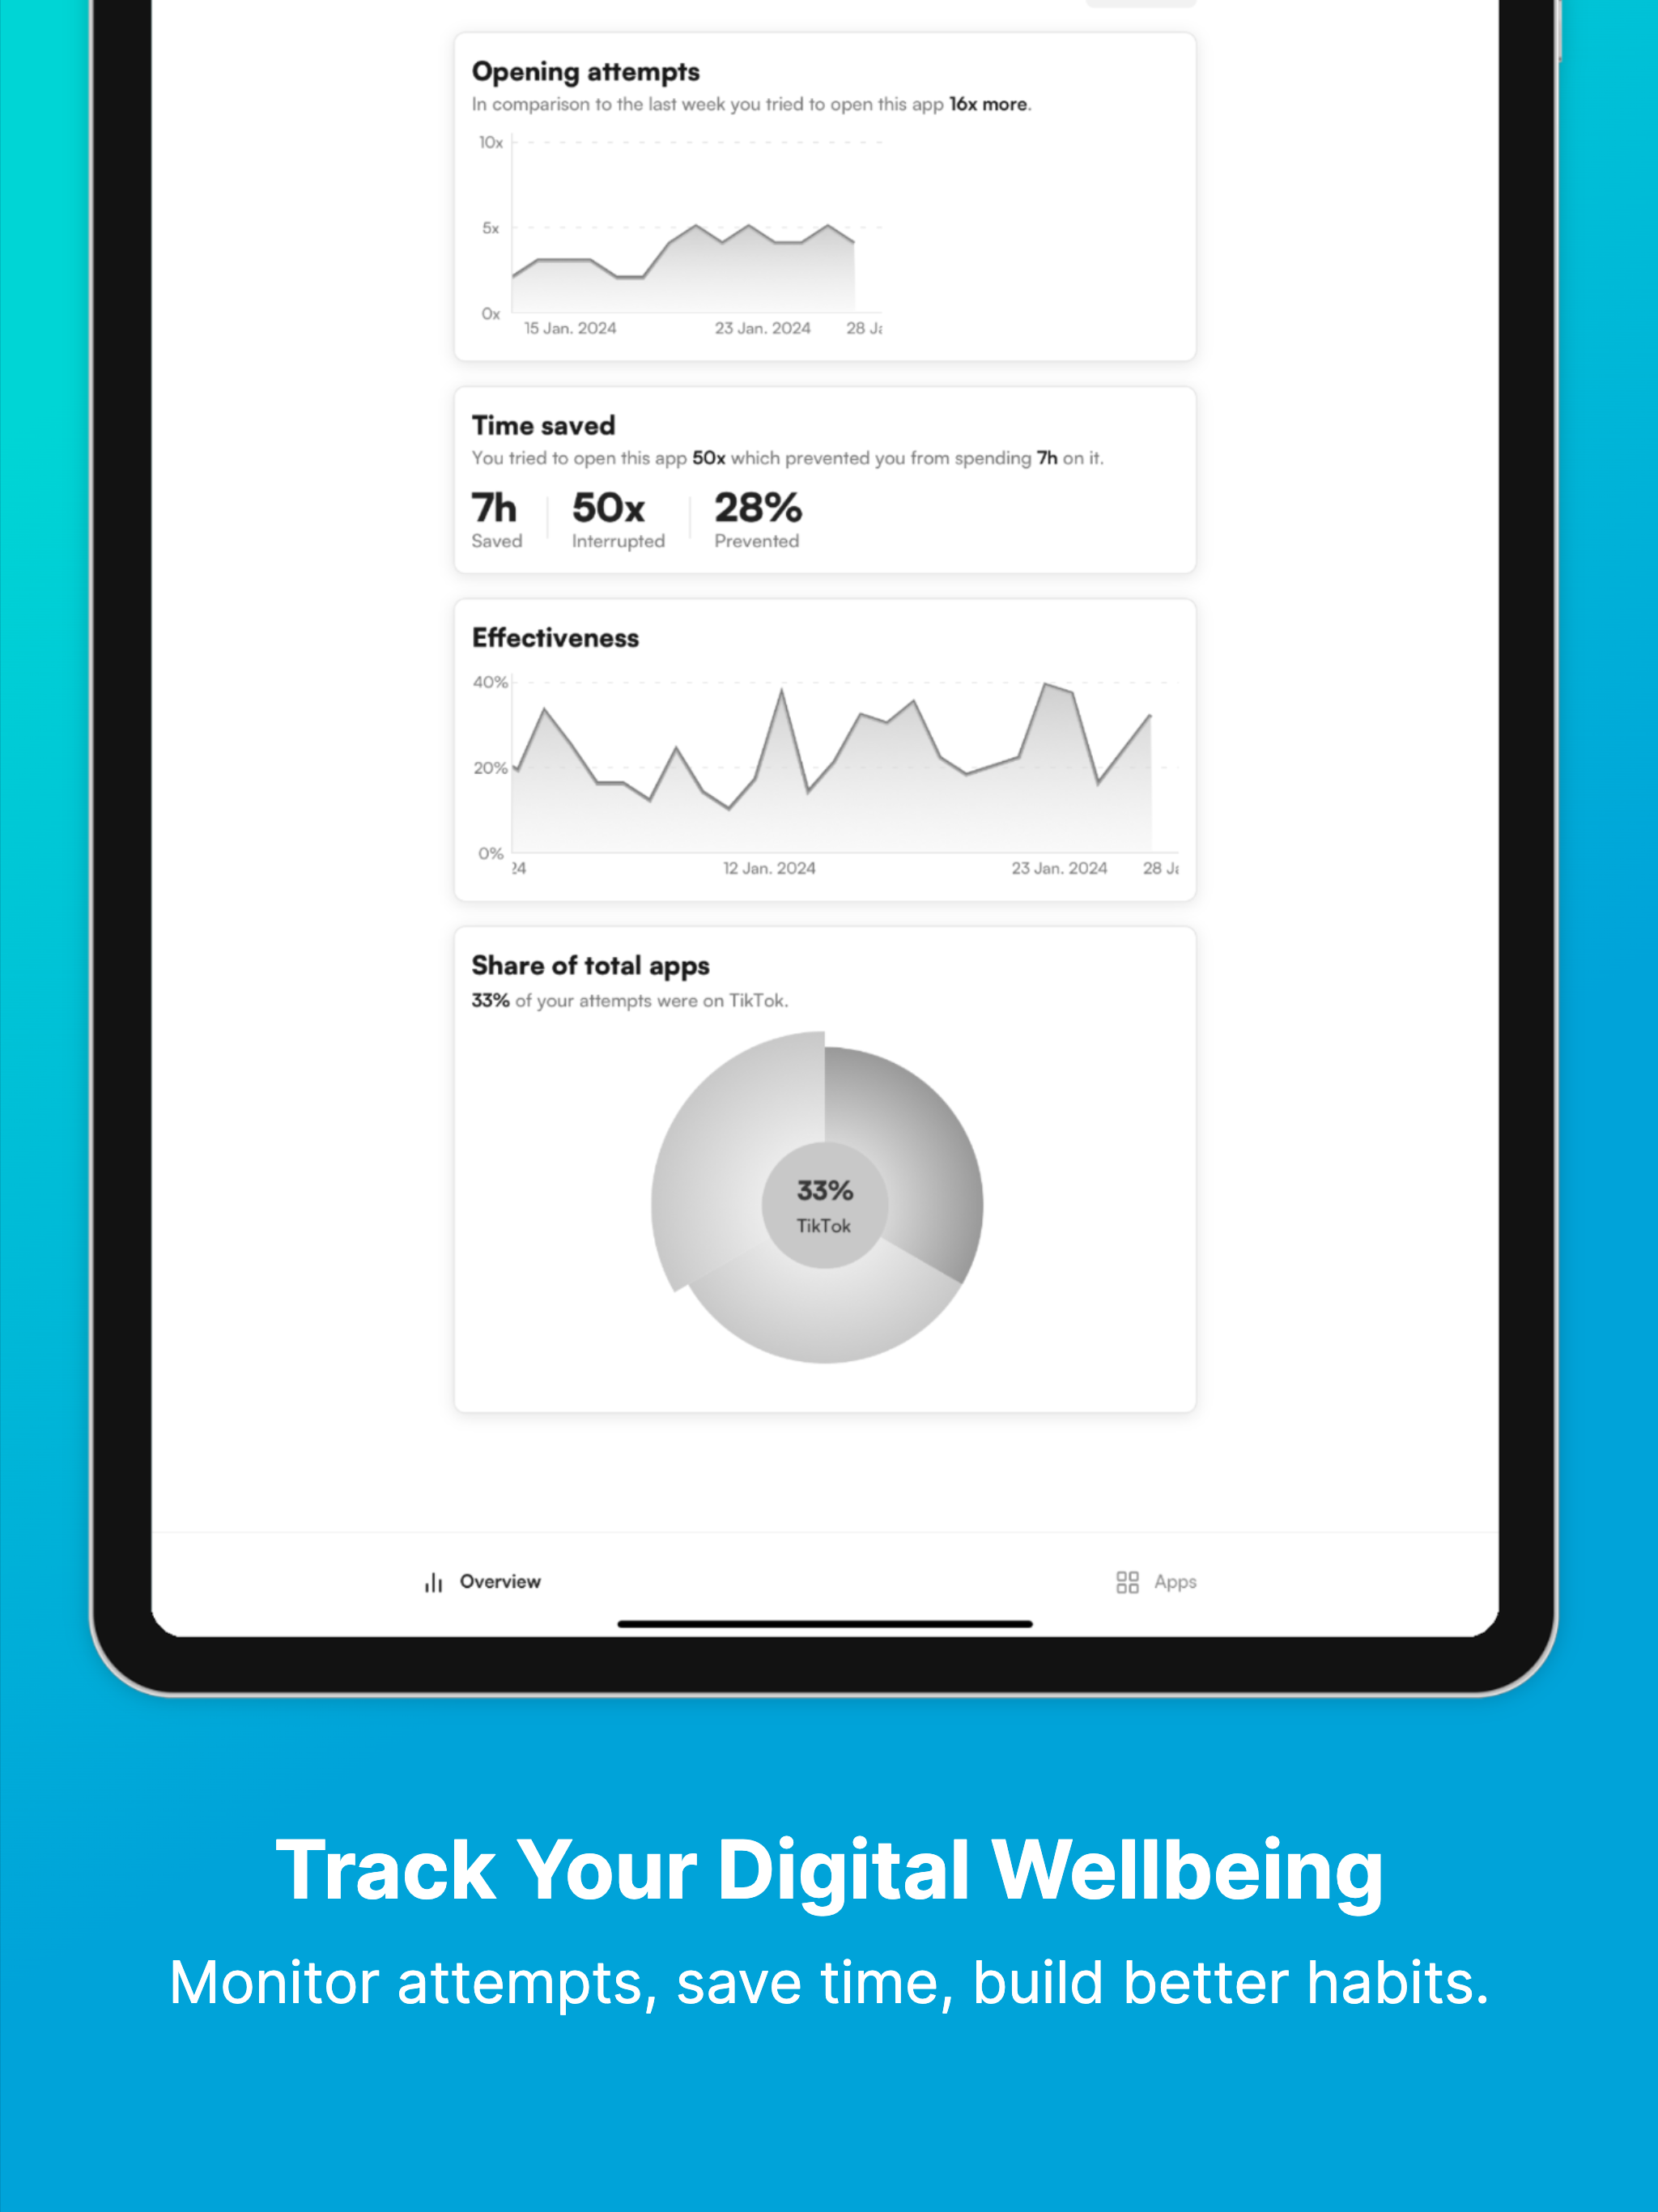 Opening attempts
In comparison to the last week you tried to open this app 16x more.
10x
5x
0x
15 Jan. 2024 23 Jan. 2024 28 Ja
Time saved
You tried to open this app 50x which prevented you from spending 7h on it.
7h 50x 28%
Saved Interrupted Prevented
Effectiveness
40%
20%
0%
24 12 Jan. 2024 23 Jan. 2024 28 Ja
Share of total apps
33% of your attempts were on TikTok.
33%
TikTok
Overview Apps
Track Your Digital Wellbeing
Monitor attempts, save time, build better habits.